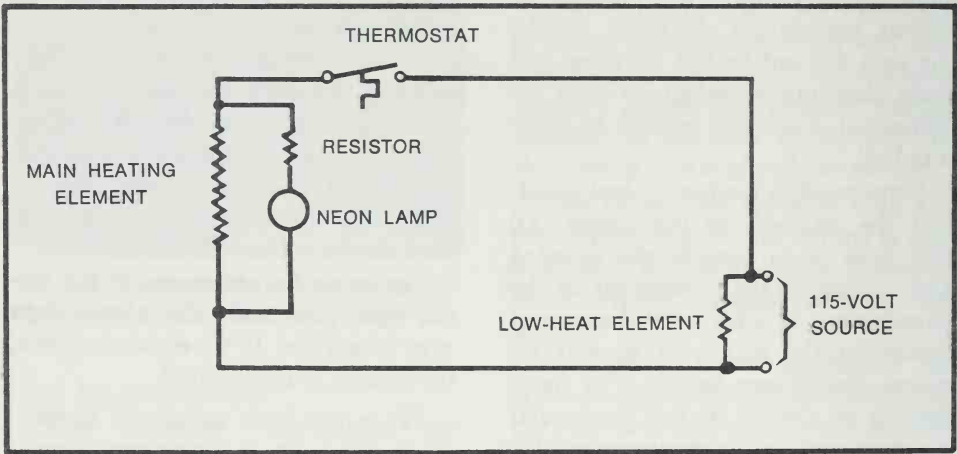 THERMOSTAT
RESISTOR
MAIN HEATING
ELEMENT
NEON LAMP
115-VOLT
SOURCE
LOW-HEAT ELEMENT